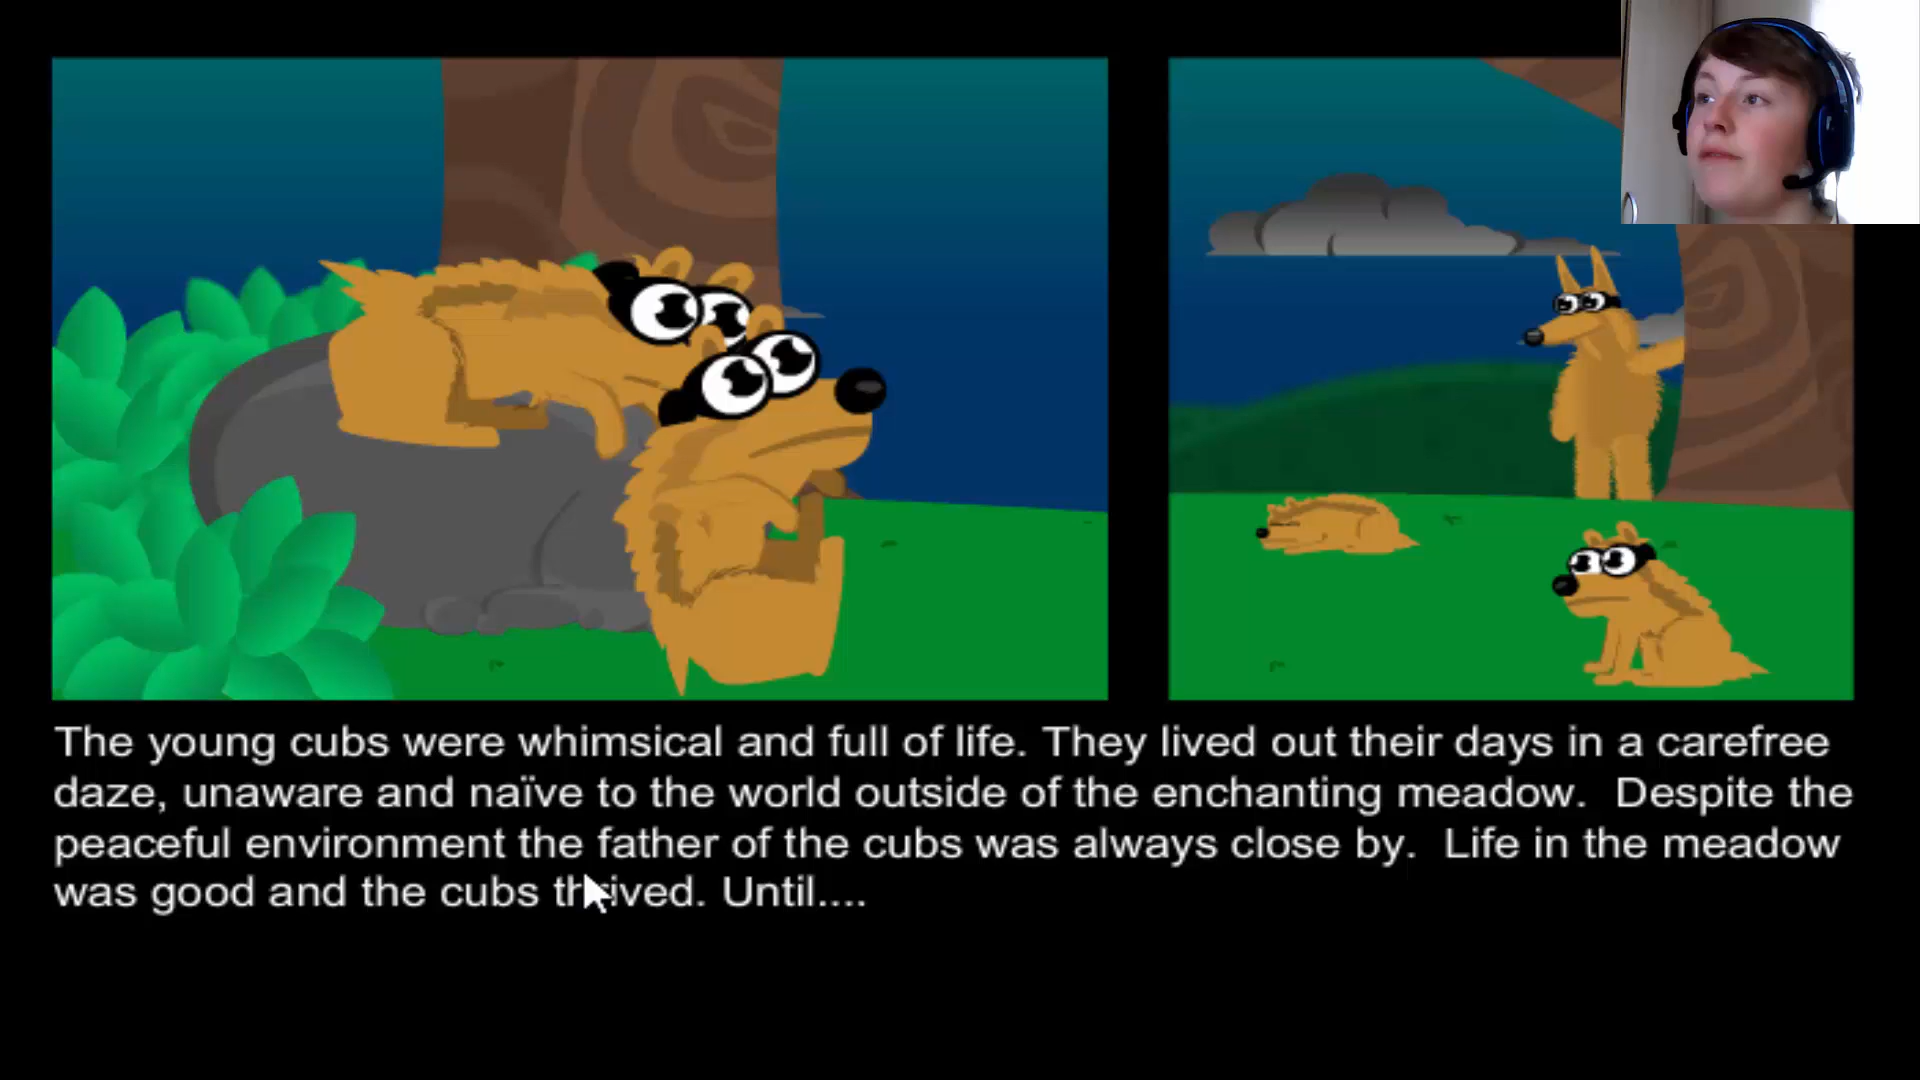 The young cubs were whimsical and full of life. They lived out their days in a carefree
daze, unaware and naïve to the world outside of the enchanting meadow.  Despite the
peaceful environment the father of the cubs was always close by.  Life in the meadow
was good and the cubs thrived. Until....